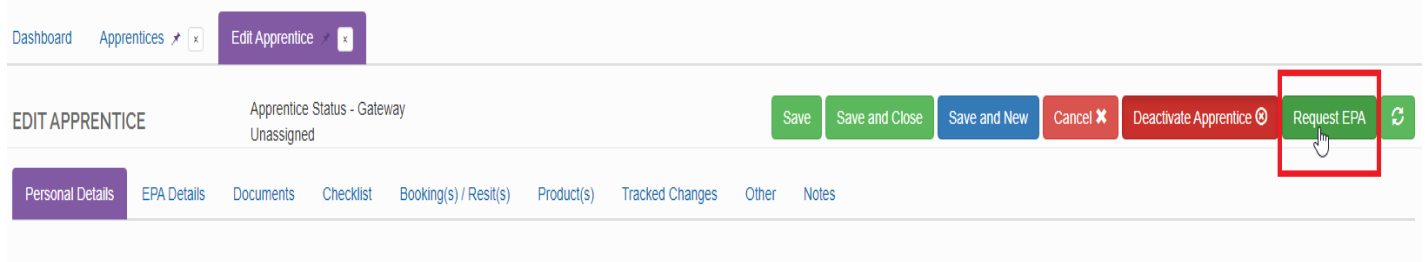 Dashboard Apprentices x Edit Apprentice x
EDIT APPRENTICE
Apprentice Status - Gateway
Unassigned
Save Save and Close Save and New Cancel Deactivate Apprentice Request EPA
Personal Details EPA Details Documents Checklist Booking(s) / Resit(s) Product(s) Tracked Changes Other Notes